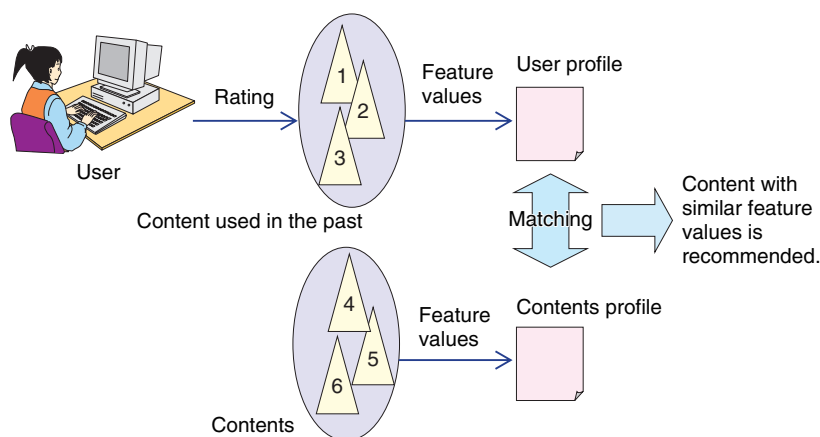 User
Rating
1
2
3
Content used in the past
Feature
values
User profile
Matching
Content with
similar feature
values is
recommended.
4
5
6
Contents
Feature
values
Contents profile